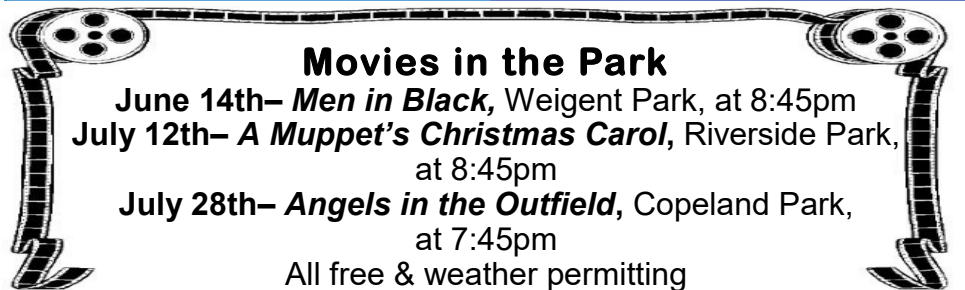 Movies in the Park
June 14th– Men in Black, Weigent Park, at 8:45pm
July 12th– A Muppet's Christmas Carol, Riverside Park,
at 8:45pm
July 28th– Angels in the Outfield, Copeland Park,
at 7:45pm
All free & weather permitting